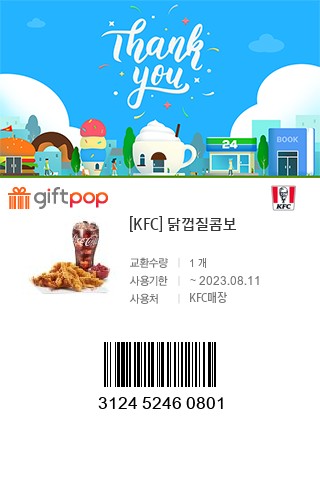 Thank
you
24
BOOK
giftpop
KFC
[KFC] 닭껍질콤보
교환수량 | 1 개
사용기한 | ~ 2023.08.11
사용처 | KFC매장
3124 5246 0801